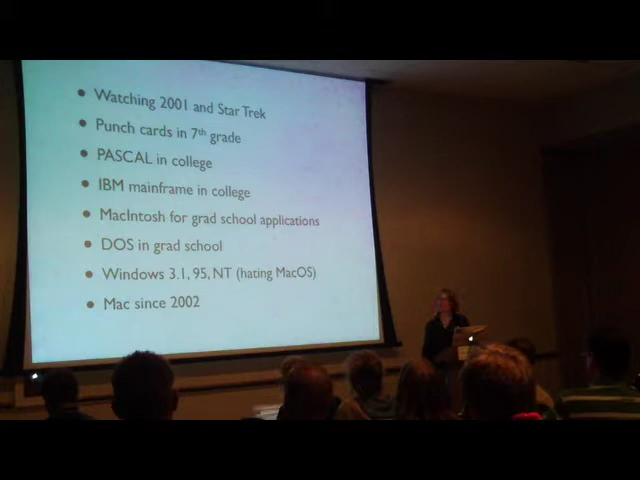 • Watching 2001 and Star Trek
• Punch cards in 7th grade
• PASCAL in college
• IBM mainframe in college
• MacIntosh for grad school applications
• DOS in grad school
• Windows 3.1, 95, NT (hating MacOS)
• Mac since 2002